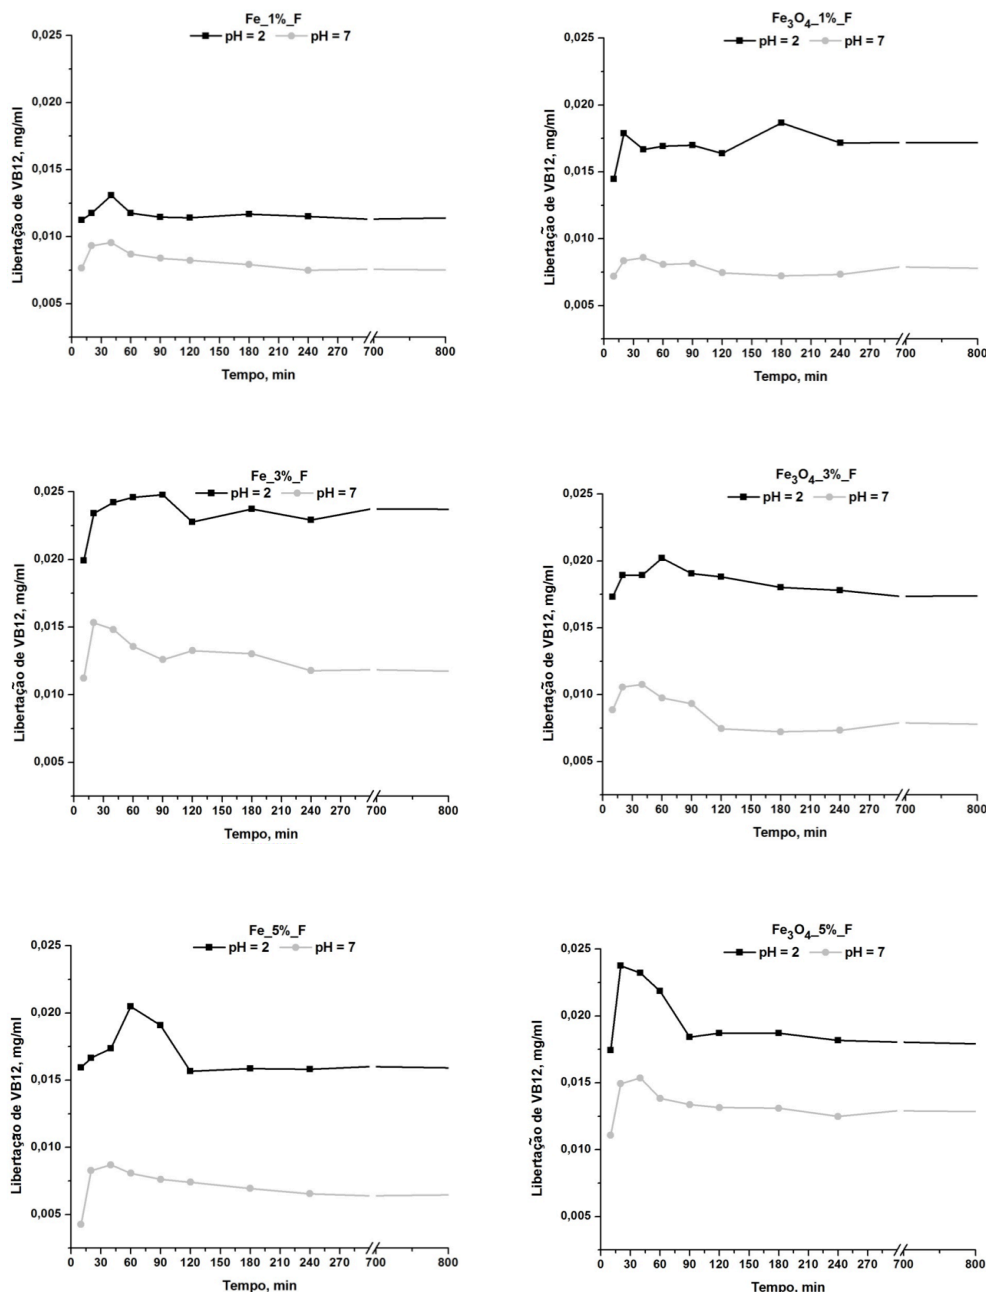 Fe_1%_F
pH = 2 pH = 7
0,025
0,020
0,015
0,010
0,005
Libertação de VB12, mg/ml
0 30 60 90 120 150 180 210 240 270 700 800
Tempo, min
Fe3O4_1%_F
pH = 2 pH = 7
0,025
0,020
0,015
0,010
0,005
Libertação de VB12, mg/ml
0 30 60 90 120 150 180 210 240 270 700 800
Tempo, min
Fe_3%_F
pH = 2 pH = 7
0,025
0,020
0,015
0,010
0,005
Libertação de VB12, mg/ml
0 30 60 90 120 150 180 210 240 270 700 800
Tempo, min
Fe3O4_3%_F
pH = 2 pH = 7
0,025
0,020
0,015
0,010
0,005
Libertação de VB12, mg/ml
0 30 60 90 120 150 180 210 240 270 700 800
Tempo, min
Fe_5%_F
pH = 2 pH = 7
0,025
0,020
0,015
0,010
0,005
Libertação de VB12, mg/ml
0 30 60 90 120 150 180 210 240 270 700 800
Tempo, min
Fe3O4_5%_F
pH = 2 pH = 7
0,025
0,020
0,015
0,010
0,005
Libertação de VB12, mg/ml
0 30 60 90 120 150 180 210 240 270 700 800
Tempo, min